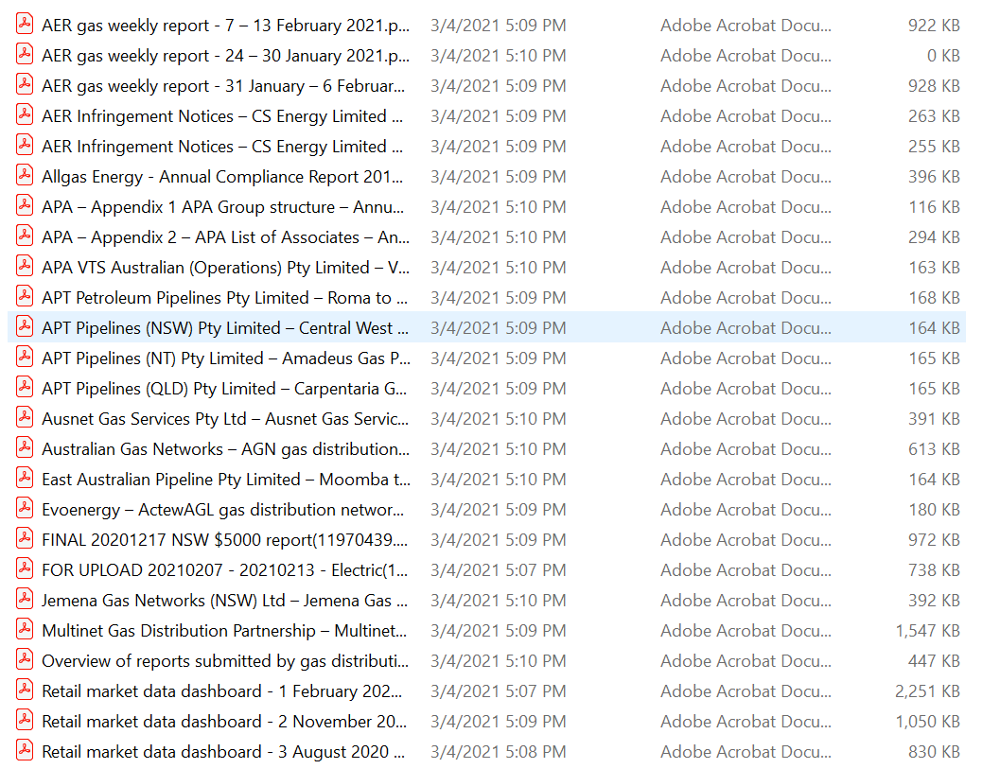 AER gas weekly report - 7 – 13 February 2021.p... 3/4/2021 5:09 PM Adobe Acrobat Docu... 922 KB
AER gas weekly report - 24 – 30 January 2021.p... 3/4/2021 5:10 PM Adobe Acrobat Docu... 0 KB
AER gas weekly report - 31 January – 6 Februar... 3/4/2021 5:09 PM Adobe Acrobat Docu... 928 KB
AER Infringement Notices – CS Energy Limited ... 3/4/2021 5:09 PM Adobe Acrobat Docu... 263 KB
AER Infringement Notices – CS Energy Limited ... 3/4/2021 5:09 PM Adobe Acrobat Docu... 255 KB
Allgas Energy - Annual Compliance Report 201... 3/4/2021 5:09 PM Adobe Acrobat Docu... 396 KB
APA – Appendix 1 APA Group structure – Annu... 3/4/2021 5:10 PM Adobe Acrobat Docu... 116 KB
APA – Appendix 2 – APA List of Associates – An... 3/4/2021 5:10 PM Adobe Acrobat Docu... 294 KB
APA VTS Australian (Operations) Pty Limited – V... 3/4/2021 5:10 PM Adobe Acrobat Docu... 163 KB
APT Petroleum Pipelines Pty Limited – Roma to ... 3/4/2021 5:09 PM Adobe Acrobat Docu... 168 KB
APT Pipelines (NSW) Pty Limited – Central West ... 3/4/2021 5:09 PM Adobe Acrobat Docu... 164 KB
APT Pipelines (NT) Pty Limited – Amadeus Gas P... 3/4/2021 5:09 PM Adobe Acrobat Docu... 165 KB
APT Pipelines (QLD) Pty Limited – Carpentaria G... 3/4/2021 5:09 PM Adobe Acrobat Docu... 165 KB
Ausnet Gas Services Pty Ltd – Ausnet Gas Servic... 3/4/2021 5:10 PM Adobe Acrobat Docu... 391 KB
Australian Gas Networks – AGN gas distribution... 3/4/2021 5:10 PM Adobe Acrobat Docu... 613 KB
East Australian Pipeline Pty Limited – Moomba t... 3/4/2021 5:10 PM Adobe Acrobat Docu... 164 KB
Evoenergy – ActewAGL gas distribution networ... 3/4/2021 5:09 PM Adobe Acrobat Docu... 180 KB
FINAL 20201217 NSW $5000 report(11970439.... 3/4/2021 5:09 PM Adobe Acrobat Docu... 972 KB
FOR UPLOAD 20210207 - 20210213 - Electric(1... 3/4/2021 5:07 PM Adobe Acrobat Docu... 738 KB
Jemena Gas Networks (NSW) Ltd – Jemena Gas ... 3/4/2021 5:10 PM Adobe Acrobat Docu... 392 KB
Multinet Gas Distribution Partnership – Multinet... 3/4/2021 5:09 PM Adobe Acrobat Docu... 1,547 KB
Overview of reports submitted by gas distributi... 3/4/2021 5:10 PM Adobe Acrobat Docu... 447 KB
Retail market data dashboard - 1 February 202... 3/4/2021 5:07 PM Adobe Acrobat Docu... 2,251 KB
Retail market data dashboard - 2 November 20... 3/4/2021 5:09 PM Adobe Acrobat Docu... 1,050 KB
Retail market data dashboard - 3 August 2020 ... 3/4/2021 5:08 PM Adobe Acrobat Docu... 830 KB